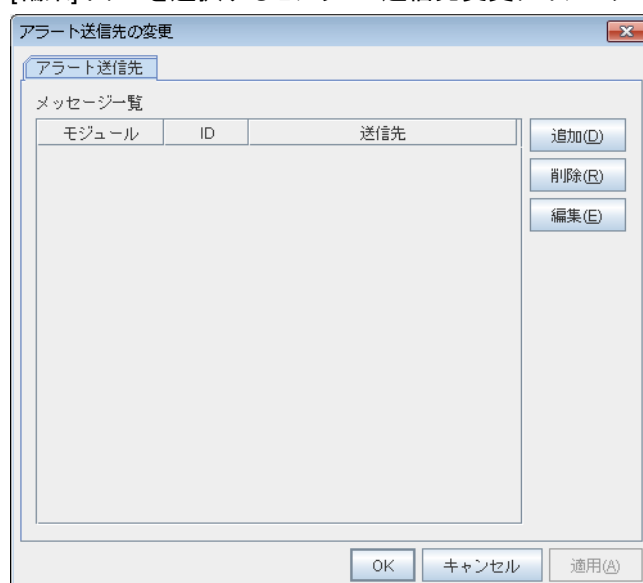 アラート送信先の変更
アラート送信先
メッセージ一覧
モジュール ID 送信先
追加(D)
削除(R)
編集(E)
OK キャンセル 適用(A)